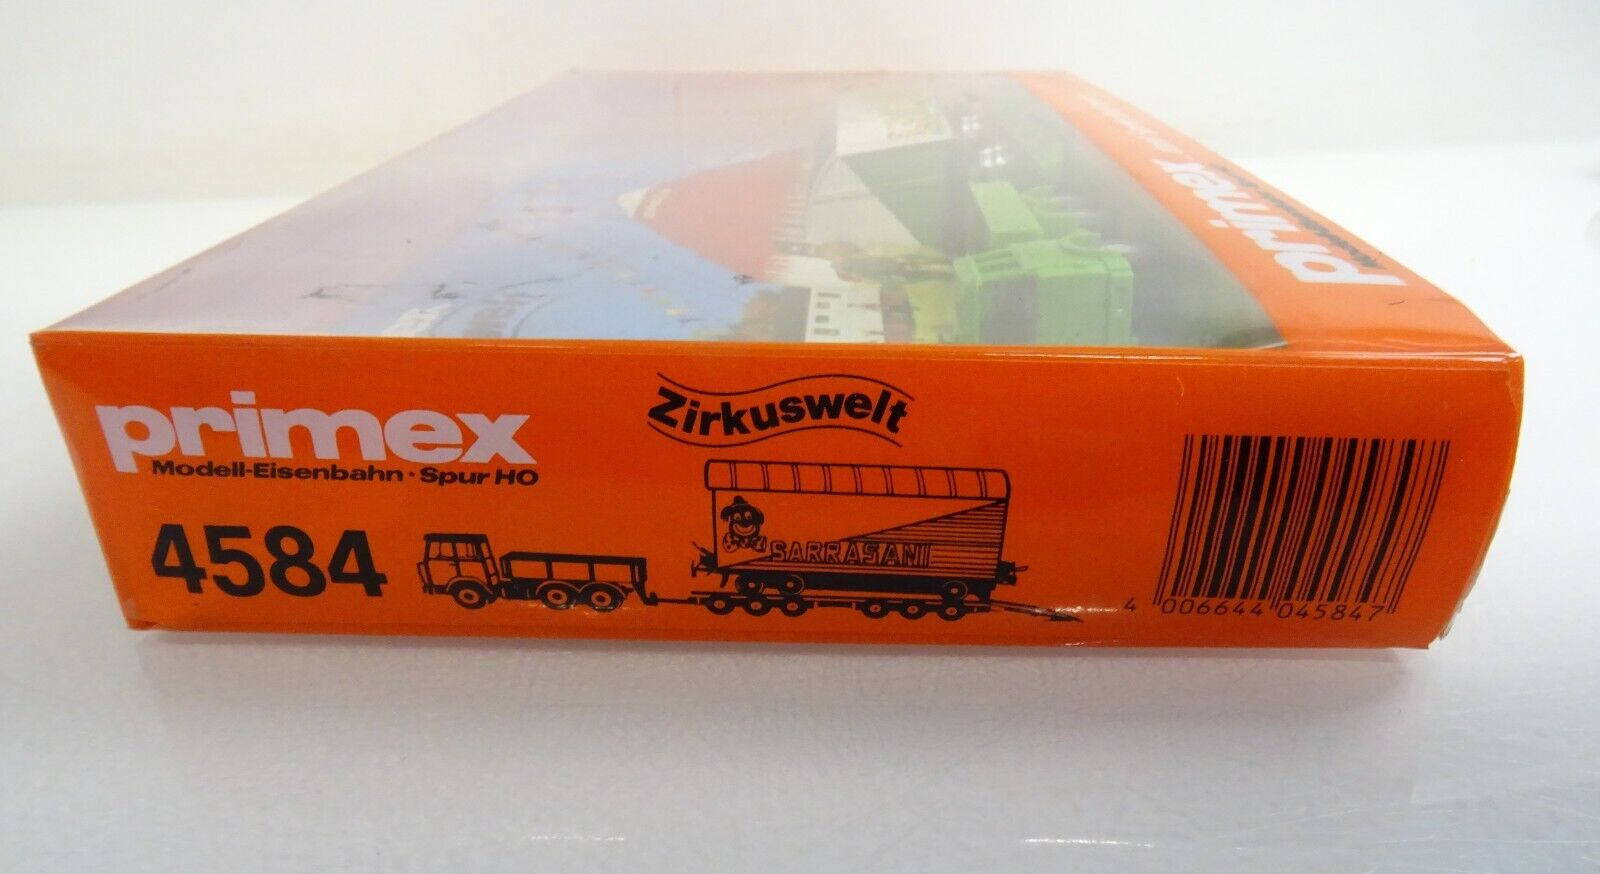 primex
Modell-Eisenbahn · Spur HO
4584
Zirkuswelt
SARRASANI
4 006644 045847
primex